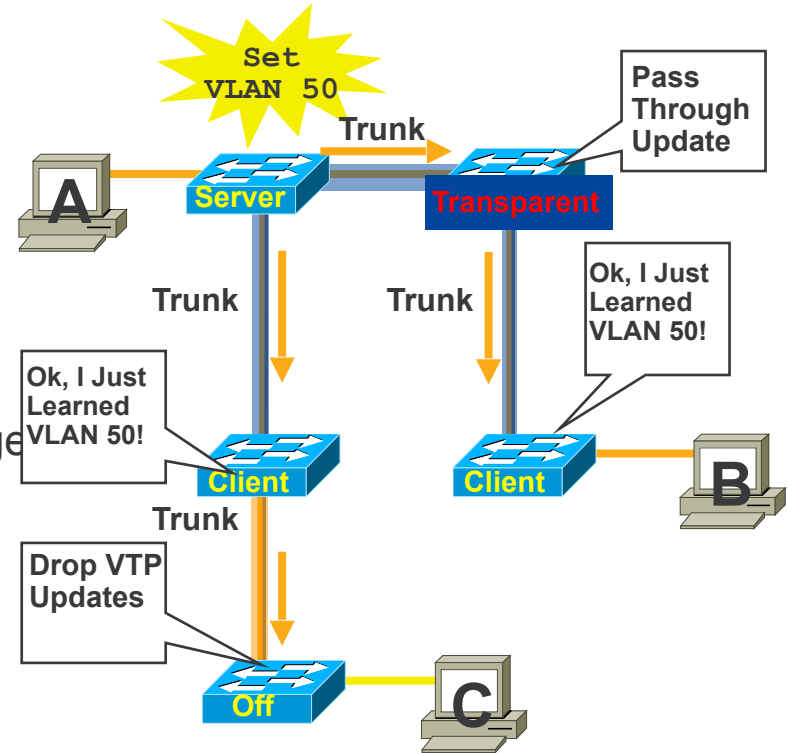 Set
VLAN 50
Pass
Through
Update
Trunk
A
Server
Transparent
Trunk
Trunk
Ok, I Just
Learned
VLAN 50!
Ok, I Just
Learned
VLAN 50!
ge
Client
Client
B
Trunk
Drop VTP
Updates
Off
C